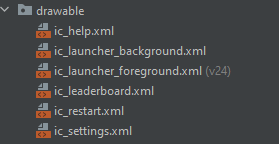 drawable
ic_help.xml
ic_launcher_background.xml
ic_launcher_foreground.xml (v24)
ic_leaderboard.xml
ic_restart.xml
ic_settings.xml